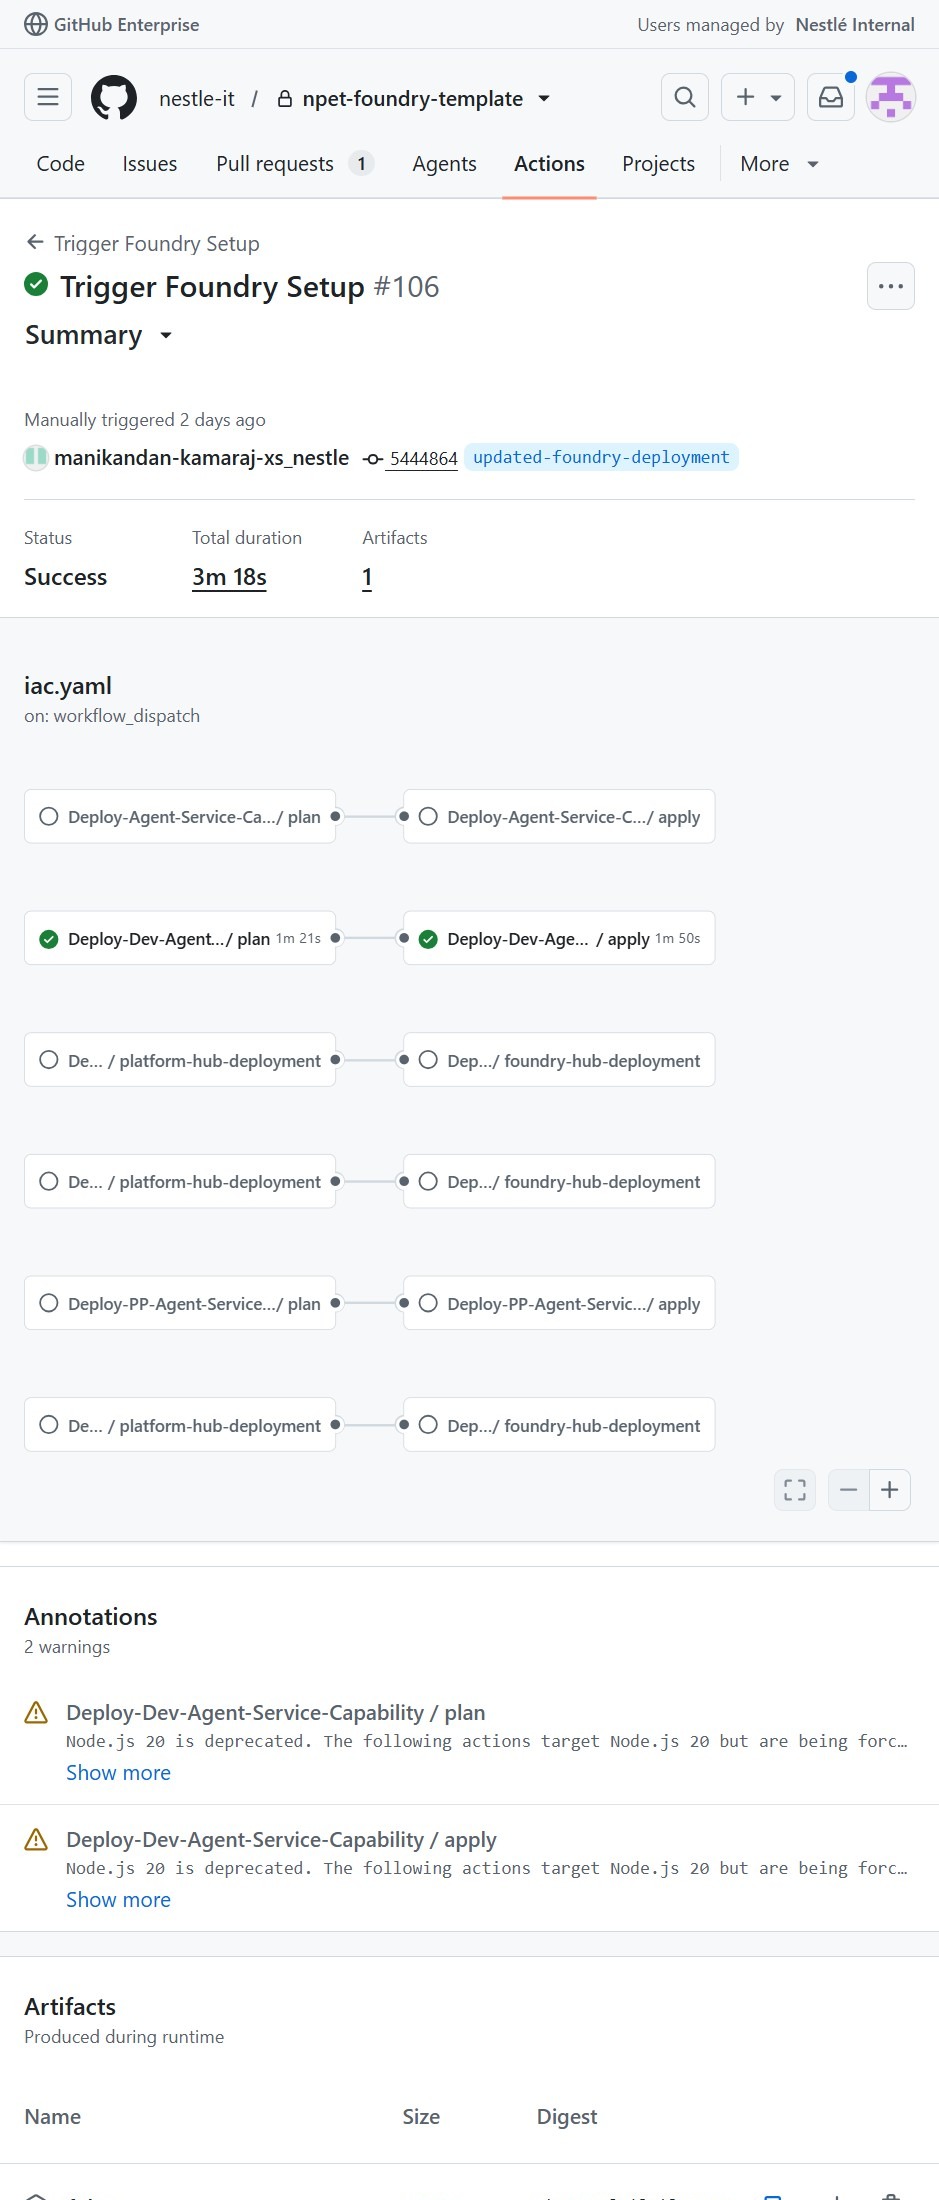 GitHub Enterprise
Users managed by Nestlé Internal
nestle-it / npet-foundry-template
Code Issues Pull requests 1 Agents Actions Projects More
Trigger Foundry Setup
Trigger Foundry Setup #106
Summary
Manually triggered 2 days ago
manikandan-kamaraj-xs_nestle 5444864 updated-foundry-deployment
Status Total duration Artifacts
Success 3m 18s 1
iac.yaml
on: workflow_dispatch
Deploy-Agent-Service-Ca.../ plan Deploy-Agent-Service-C.../ apply
Deploy-Dev-Agent.../ plan 1m 21s Deploy-Dev-Age... / apply 1m 50s
De... / platform-hub-deployment Dep.../ foundry-hub-deployment
De... / platform-hub-deployment Dep.../ foundry-hub-deployment
Deploy-PP-Agent-Service.../ plan Deploy-PP-Agent-Servic.../ apply
De... / platform-hub-deployment Dep.../ foundry-hub-deployment
Annotations
2 warnings
Deploy-Dev-Agent-Service-Capability / plan
Node.js 20 is deprecated. The following actions target Node.js 20 but are being forc…
Show more
Deploy-Dev-Agent-Service-Capability / apply
Node.js 20 is deprecated. The following actions target Node.js 20 but are being forc…
Show more
Artifacts
Produced during runtime
Name Size Digest